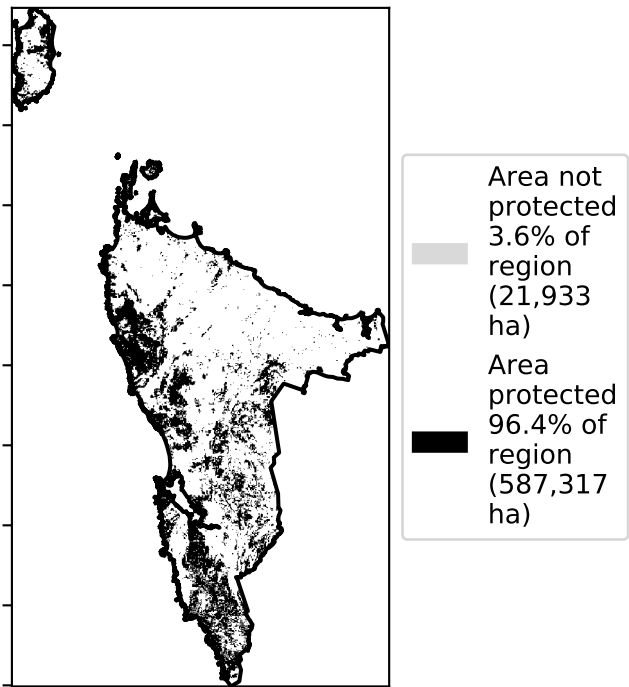 Area not
protected
3.6% of
region
(21,933
ha)
Area
protected
96.4% of
region
(587,317
ha)